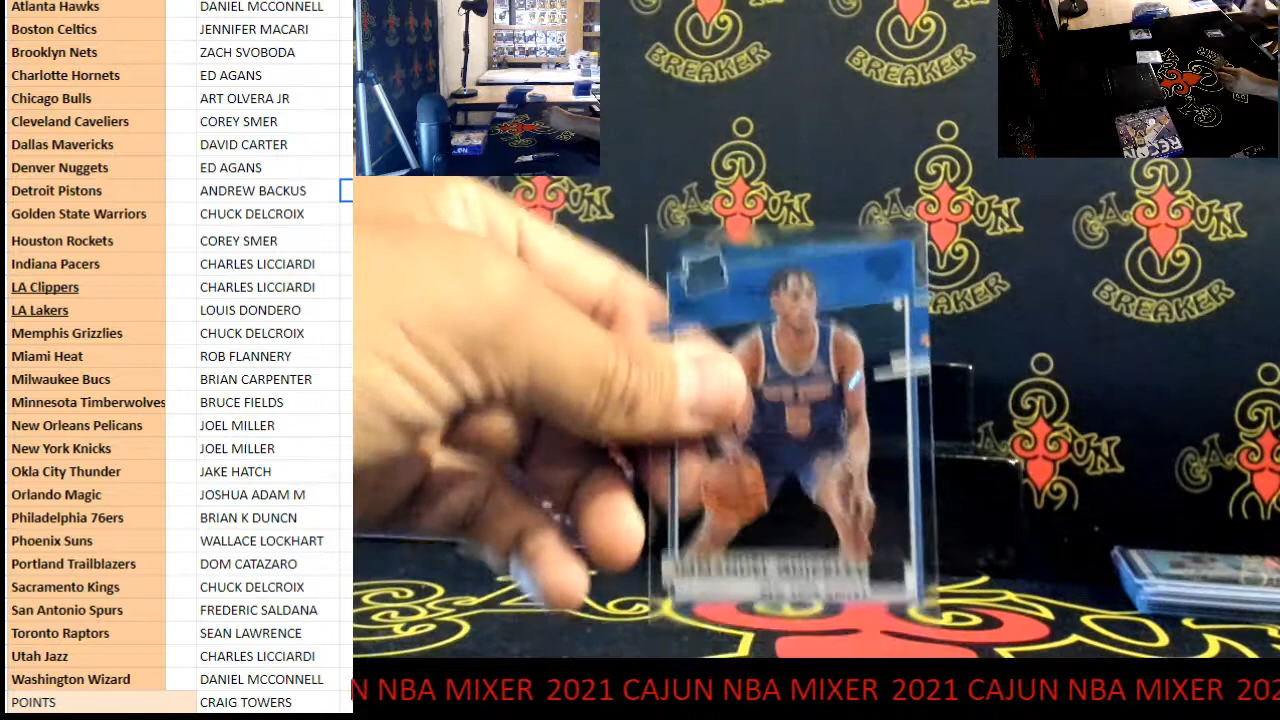 Atlanta Hawks DANIEL MCCONNELL
Boston Celtics JENNIFER MACARI
Brooklyn Nets
Charlotte Hornets ED AGANS
Chicago Bulls ART OLVERA JR
Cleveland Caveliers COREY SMER
Dallas Mavericks DAVID CARTER
Denver Nuggets ED AGANS
Detroit Pistons ANDREW BACKUS
Golden State Warriors CHUCK DELCROIX
Houston Rockets COREY SMER
Indiana Pacers CHARLES LICCIARDI
LA Clippers CHARLES LICCIARDI
LA Lakers LOUIS DONDERO
Memphis Grizzlies CHUCK DELCROIX
Miami Heat ROB FLANNERY
Milwaukee Bucs BRIAN CARPENTER
Minnesota Timberwolves BRUCE FIELDS
New Orleans Pelicans JOEL MILLER
New York Knicks JOEL MILLER
Okla City Thunder JAKE HATCH
Orlando Magic JOSHUA ADAM M
Philadelphia 76ers BRIAN K DUNCN
Phoenix Suns WALLACE LOCKHART
Portland Trailblazers DOM CATAZARO
Sacramento Kings CHUCK DELCROIX
San Antonio Spurs FREDERIC SALDANA
Toronto Raptors SEAN LAWRENCE
Utah Jazz CHARLES LICCIARDI
Washington Wizard DANIEL MCCONNELL
POINTS CRAIG TOWERS
BREAKER
BREAKER
CAJUN
BREAKER
N NBA MIXER 2021 CAJUN NBA MIXER 2021 CAJUN NBA MIXER 202